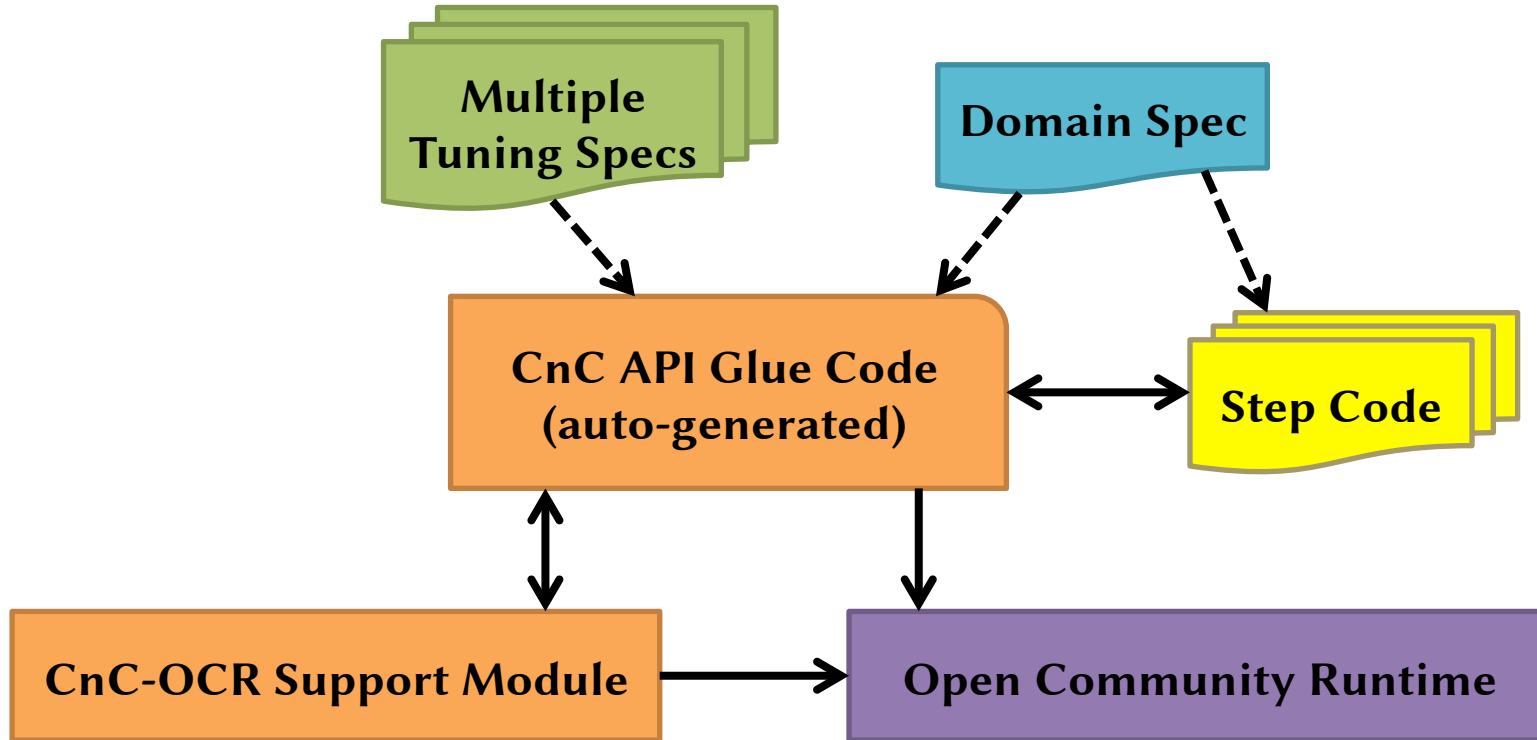 Multiple
Tuning Specs
Domain Spec
CnC API Glue Code
(auto-generated)
Step Code
CnC-OCR Support Module
Open Community Runtime